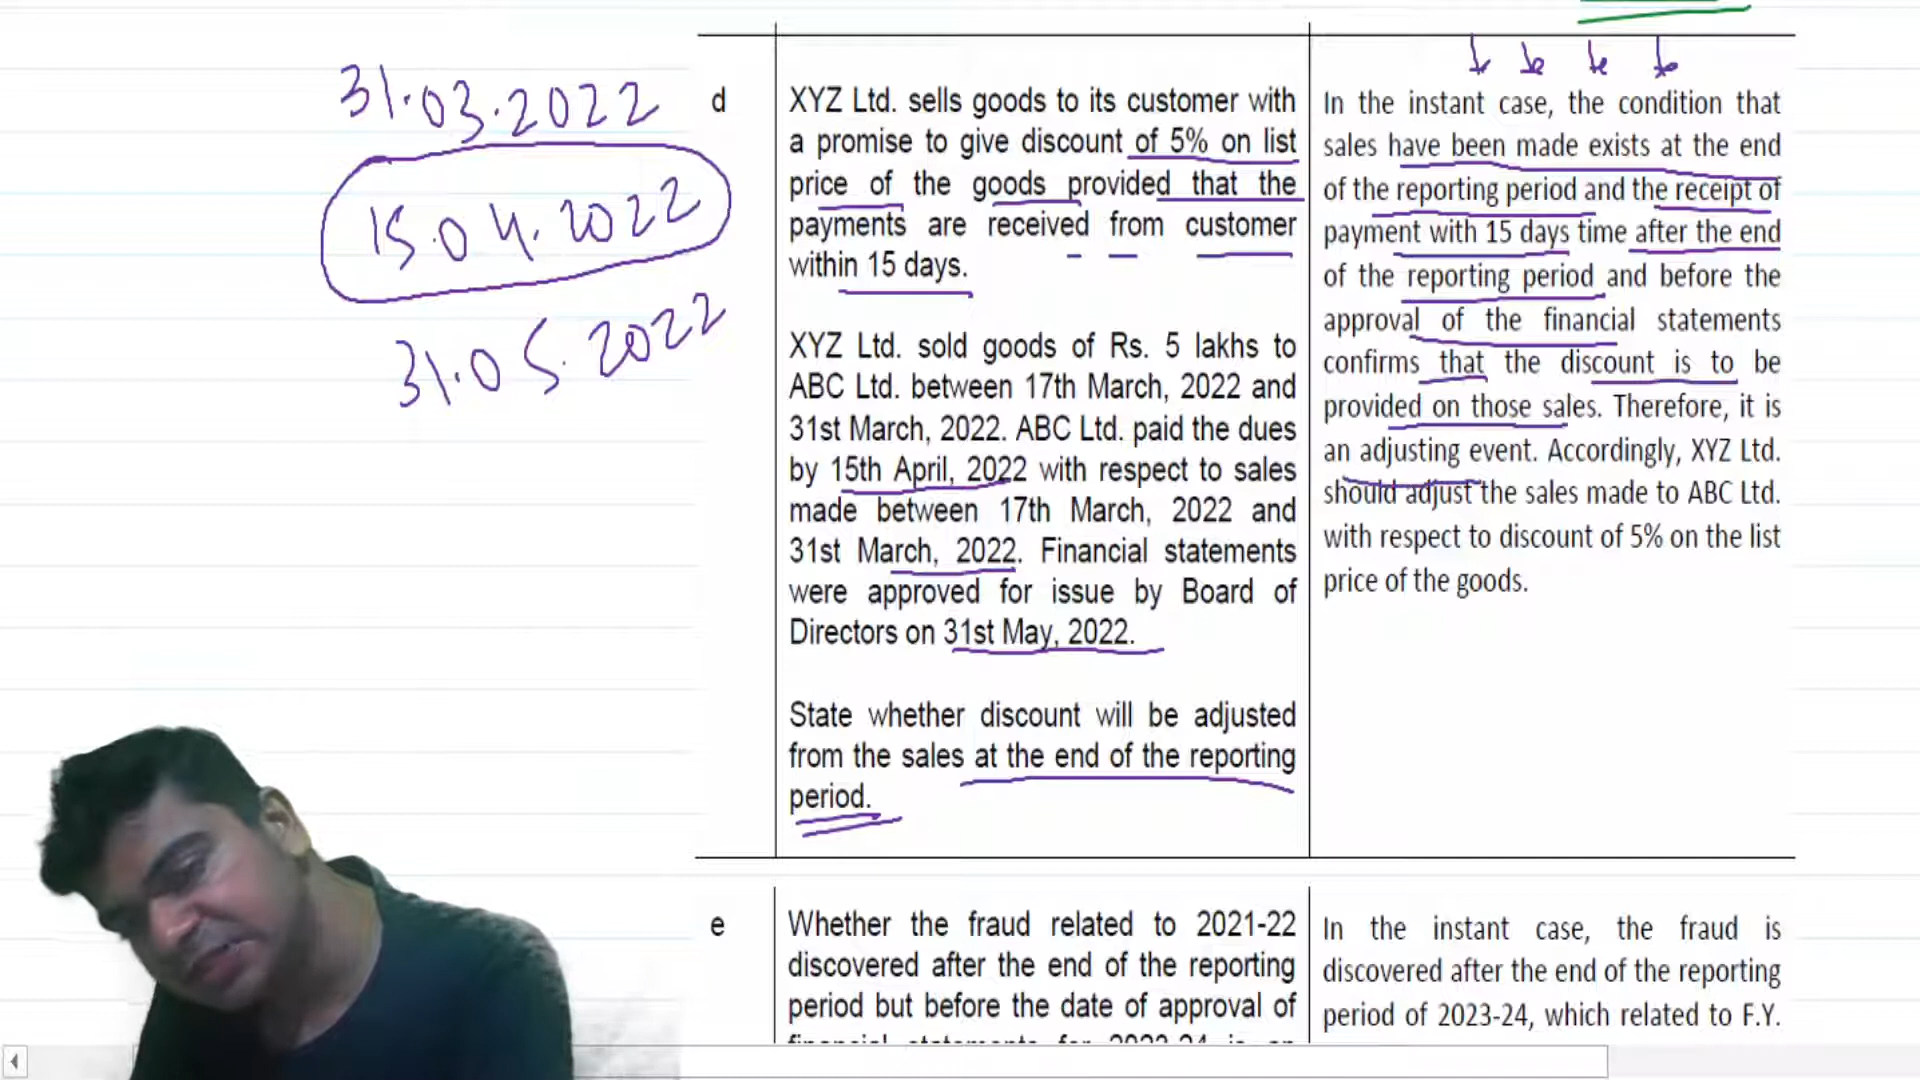 31.03.2022
15.04.2022
31.05.2022
d
XYZ Ltd. sells goods to its customer with
a promise to give discount of 5% on list
price of the goods provided that the
payments are received from customer
within 15 days.
XYZ Ltd. sold goods of Rs. 5 lakhs to
ABC Ltd. between 17th March, 2022 and
31st March, 2022. ABC Ltd. paid the dues
by 15th April, 2022 with respect to sales
made between 17th March, 2022 and
31st March, 2022. Financial statements
were approved for issue by Board of
Directors on 31st May, 2022.
State whether discount will be adjusted
from the sales at the end of the reporting
period.
In the instant case, the condition that
sales have been made exists at the end
of the reporting period and the receipt of
payment with 15 days time after the end
of the reporting period and before the
approval of the financial statements
confirms that the discount is to be
provided on those sales. Therefore, it is
an adjusting event. Accordingly, XYZ Ltd.
should adjust the sales made to ABC Ltd.
with respect to discount of 5% on the list
price of the goods.
e
Whether the fraud related to 2021-22
discovered after the end of the reporting
period but before the date of approval of
In the instant case, the fraud is
discovered after the end of the reporting
period of 2023-24, which related to F.Y.